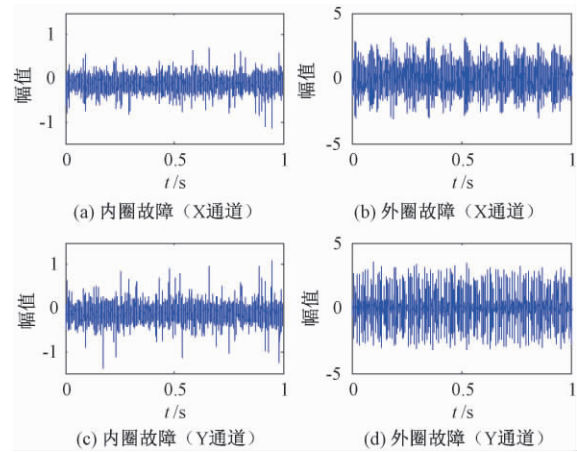 1
0
-1
幅值
0
0.5
1
t /s
(a) 内圈故障（X通道）
5
0
-5
幅值
0
0.5
1
t /s
(b) 外圈故障（X通道）
1
0
-1
幅值
0
0.5
1
t /s
(c) 内圈故障（Y通道）
5
0
-5
幅值
0
0.5
1
t /s
(d) 外圈故障（Y通道）